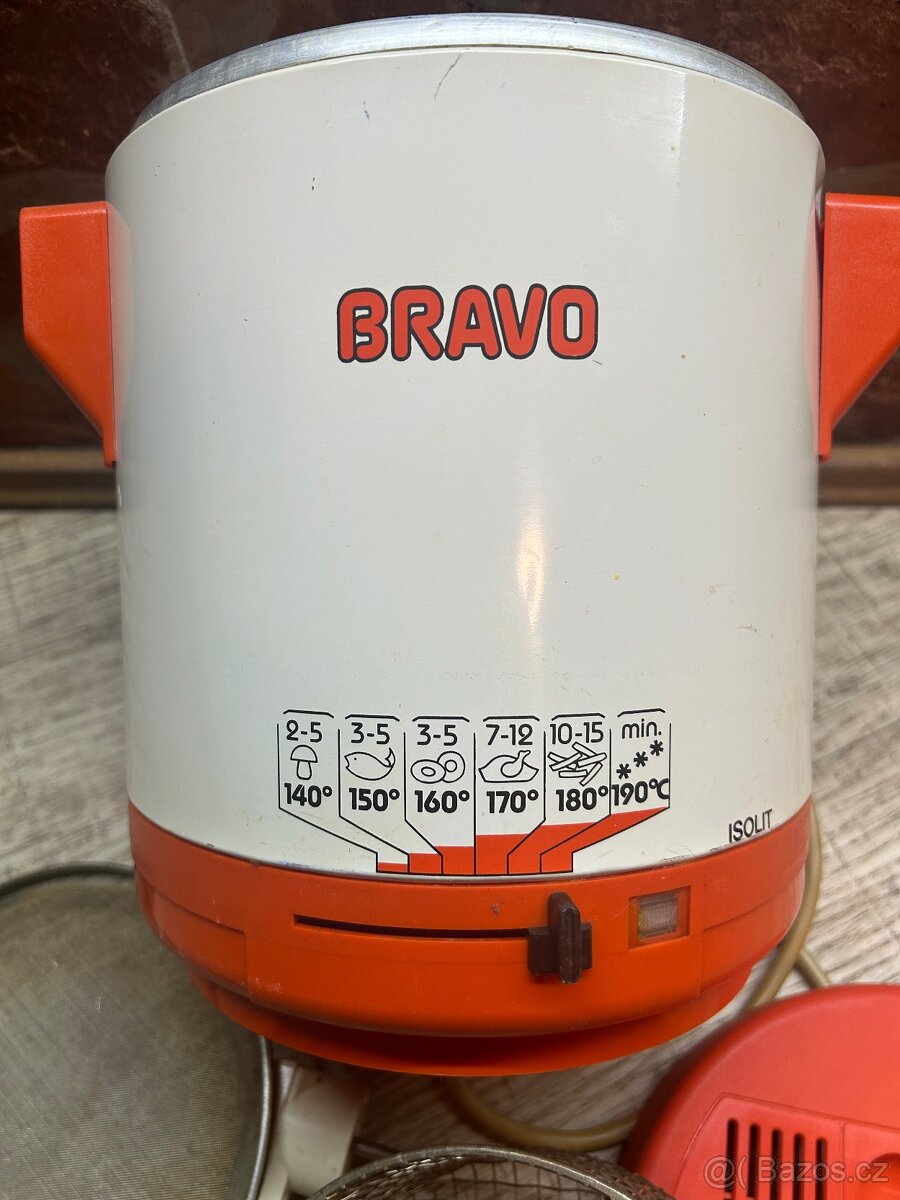 BRAVO
2-5 3-5 3-5 7-12 10-15 min.
140° 150° 160° 170° 180° 190°C
ISOLIT
@( Bazos.cz